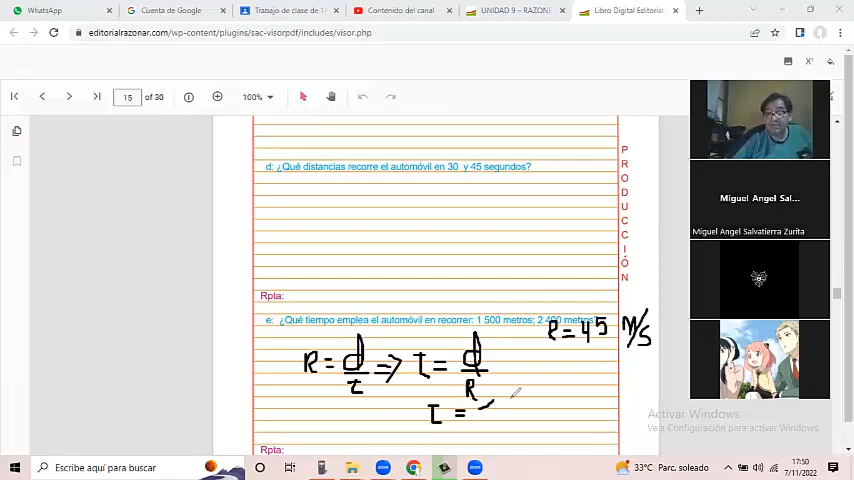 WhatsApp
Cuenta de Google
Trabajo de clase de 1
Contenido del canal
UNIDAD 9 – RAZONE
Libro Digital Editorial
editorialrazonar.com/wp-content/plugins/sac-visorpdf/includes/visor.php
15 of 30
100%
d: ¿Qué distancias recorre el automóvil en 30 y 45 segundos?
PRODUCCIÓN
Miguel Angel Sal...
Miguel Angel Salvatierra Zurita
Rpta:
e: ¿Qué tiempo emplea el automóvil en recorrer: 1 500 metros; 2 400 metros?
R = 45 M/S
R = d/t => t = d/R
t =
Activar Windows
Ve a Configuración para activar Windows.
Rpta:
Escribe aquí para buscar
33°C Parc. soleado
17:50
7/11/2022